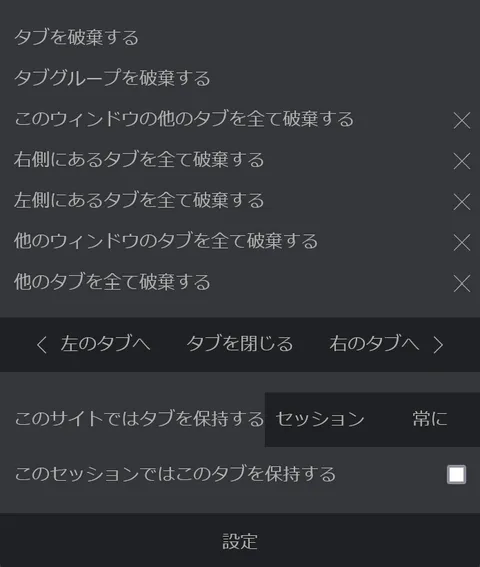 タブを破棄する
タブグループを破棄する
このウィンドウの他のタブを全て破棄する
右側にあるタブを全て破棄する
左側にあるタブを全て破棄する
他のウィンドウのタブを全て破棄する
他のタブを全て破棄する
左のタブへ タブを閉じる 右のタブへ
このサイトではタブを保持する セッション 常に
このセッションではこのタブを保持する
設定